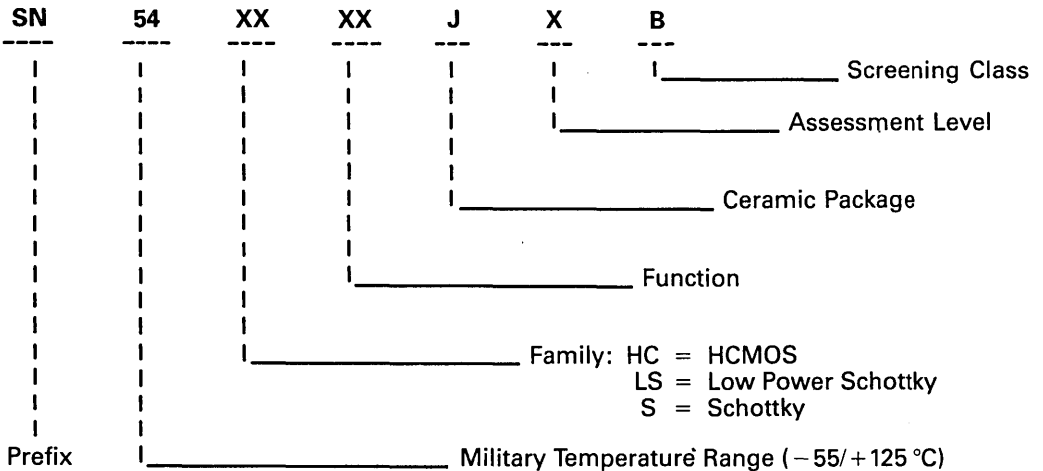 SN 54 XX XX J X B
Screening Class
Assessment Level
Ceramic Package
Function
Family: HC = HCMOS
LS = Low Power Schottky
S = Schottky
Prefix Military Temperature Range (−55/+125 °C)